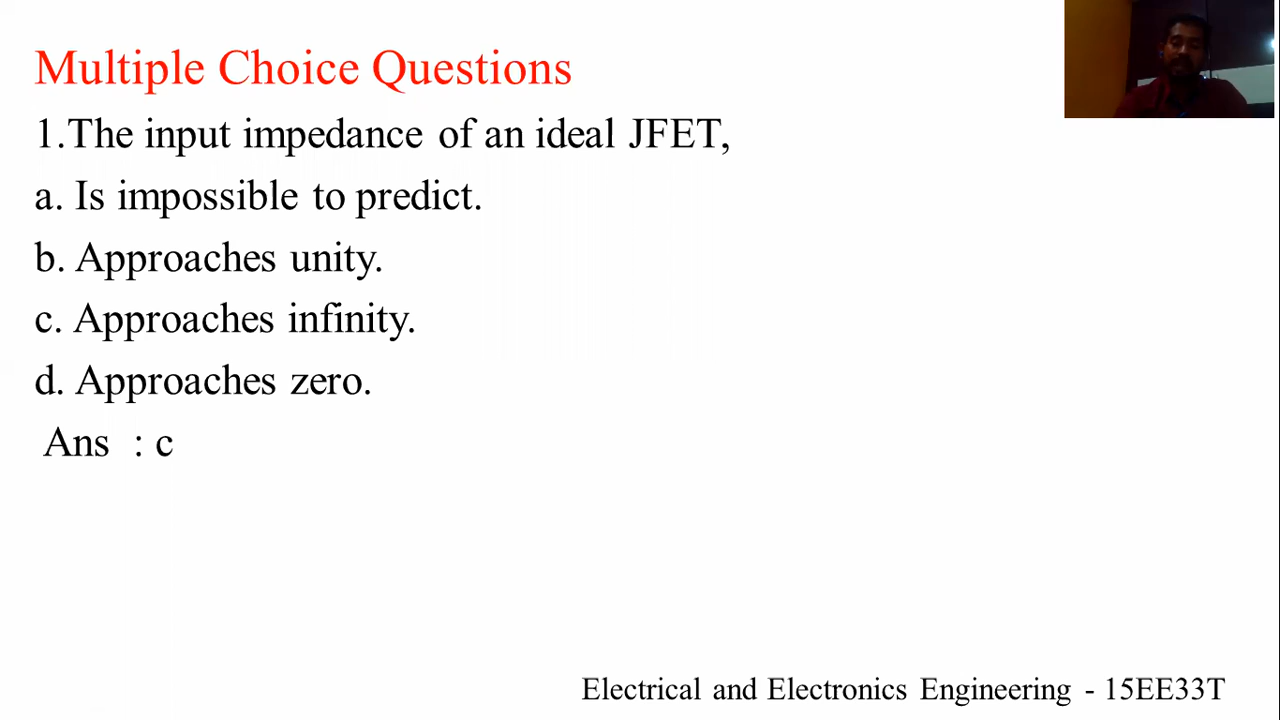 Multiple Choice Questions
1.The input impedance of an ideal JFET,
a. Is impossible to predict.
b. Approaches unity.
c. Approaches infinity.
d. Approaches zero.
Ans : c
Electrical and Electronics Engineering - 15EE33T